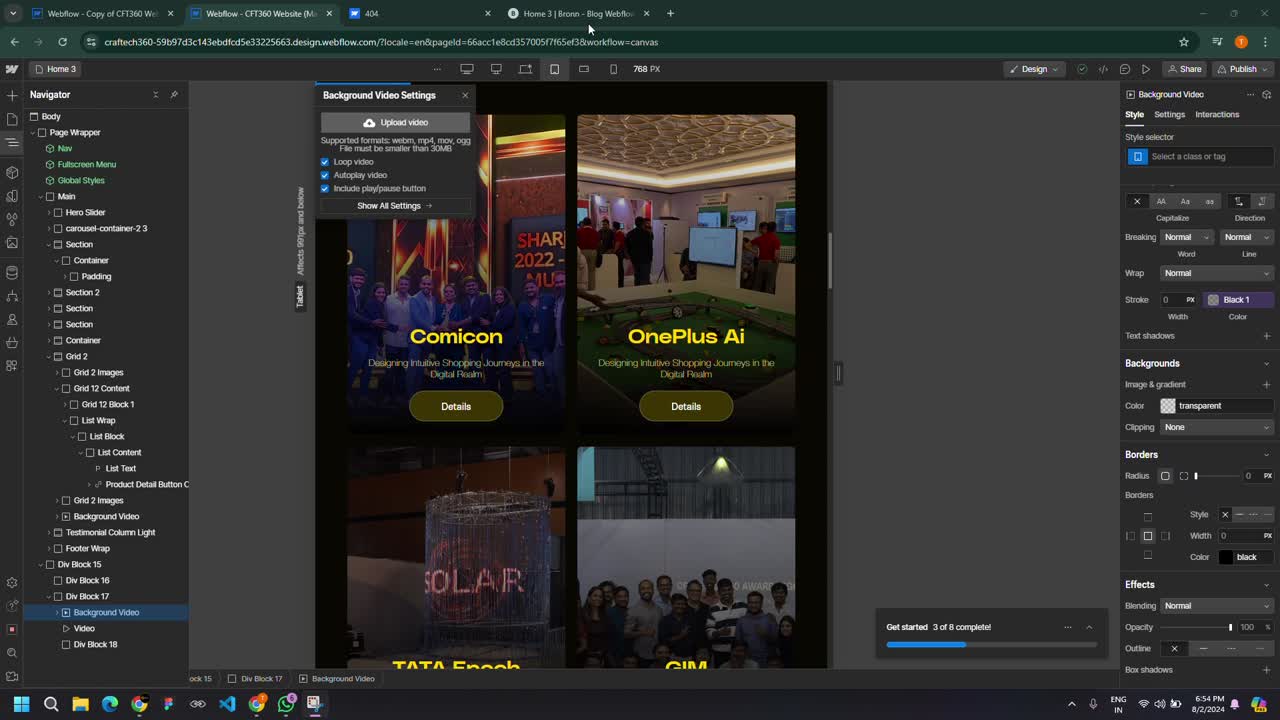 Webflow - Copy of CFT360 Web
Webflow - CFT360 Website (Ma
404
Home 3 | Bronn - Blog Webflow
craftech360-59b97d3c143ebdfcd5e33225663.design.webflow.com/?locale=en&pageId=66acc1e8cd357005f7f65ef3&workflow=canvas
T
Home 3
768 PX
Design
Share
Publish
Navigator
Body
Page Wrapper
Nav
Fullscreen Menu
Global Styles
Main
Hero Slider
carousel-container-2 3
Section
Container
Padding
Section 2
Section
Section
Container
Grid 2
Grid 2 Images
Grid 12 Content
Grid 12 Block 1
List Wrap
List Block
List Content
List Text
Product Detail Button C
Grid 2 Images
Background Video
Testimonial Column Light
Footer Wrap
Div Block 15
Div Block 16
Div Block 17
Background Video
Video
Div Block 18
Affects 991px and below
Tablet
Background Video Settings
Upload video
Supported formats: webm, mp4, mov, ogg
File must be smaller than 30MB
Loop video
Autoplay video
Include play/pause button
Show All Settings
SHAR
2022 -
MU
Comicon
Designing Intuitive Shopping Journeys in the
Digital Realm
Details
OnePlus Ai
Designing Intuitive Shopping Journeys in the
Digital Realm
Details
SOLAR
TATA Epoch
GIM
Background Video
Style
Settings
Interactions
Style selector
Select a class or tag
AA Aa aa
Capitalize
Direction
Breaking
Normal
Normal
Word
Line
Wrap
Normal
Stroke
0 PX
Black 1
Width
Color
Text shadows
Backgrounds
Image & gradient
Color
transparent
Clipping
None
Borders
Radius
0 PX
Borders
Style
Width
0 PX
Color
black
Effects
Blending
Normal
Opacity
100 %
Outline
Box shadows
Get started 3 of 8 complete!
ock 15
Div Block 17
Background Video
6
ENG
IN
6:54 PM
8/2/2024